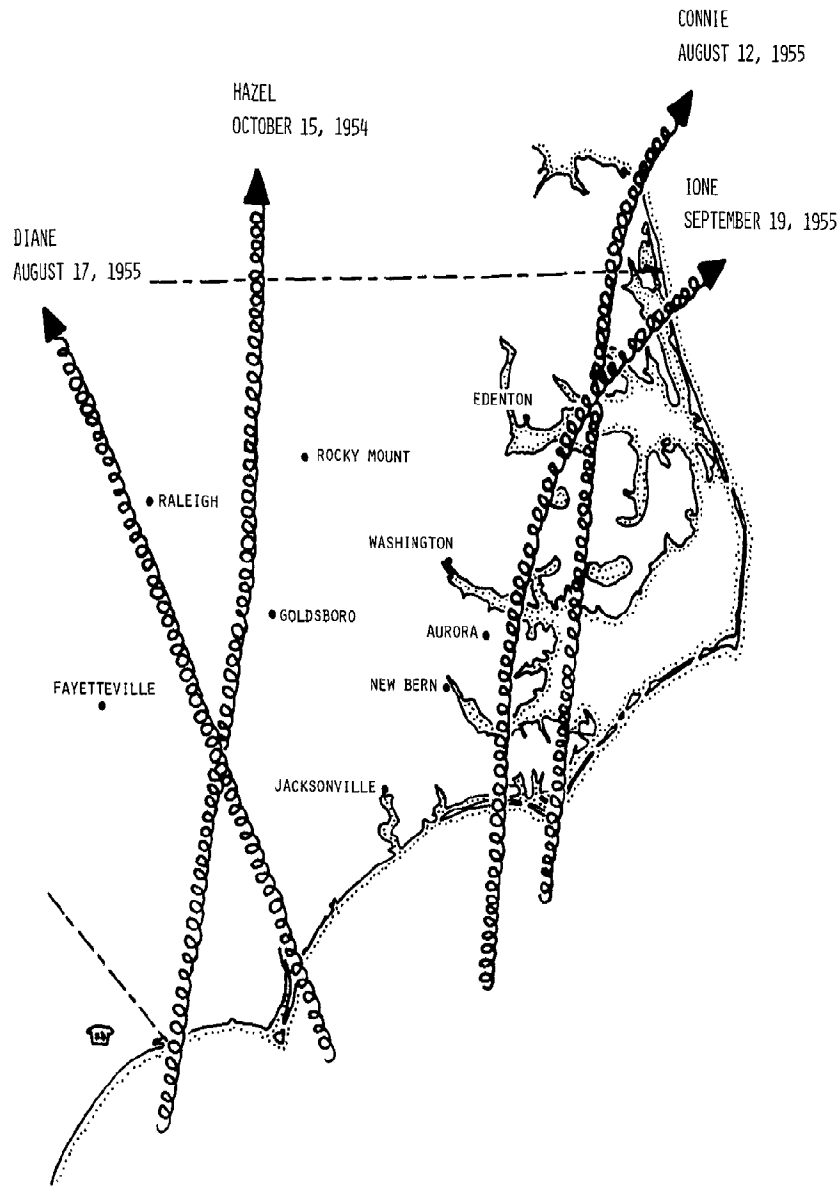 CONNIE
AUGUST 12, 1955
HAZEL
OCTOBER 15, 1954
IONE
SEPTEMBER 19, 1955
DIANE
AUGUST 17, 1955
EDENTON
ROCKY MOUNT
RALEIGH
WASHINGTON
GOLDSBORO
AURORA
FAYETTEVILLE
NEW BERN
JACKSONVILLE